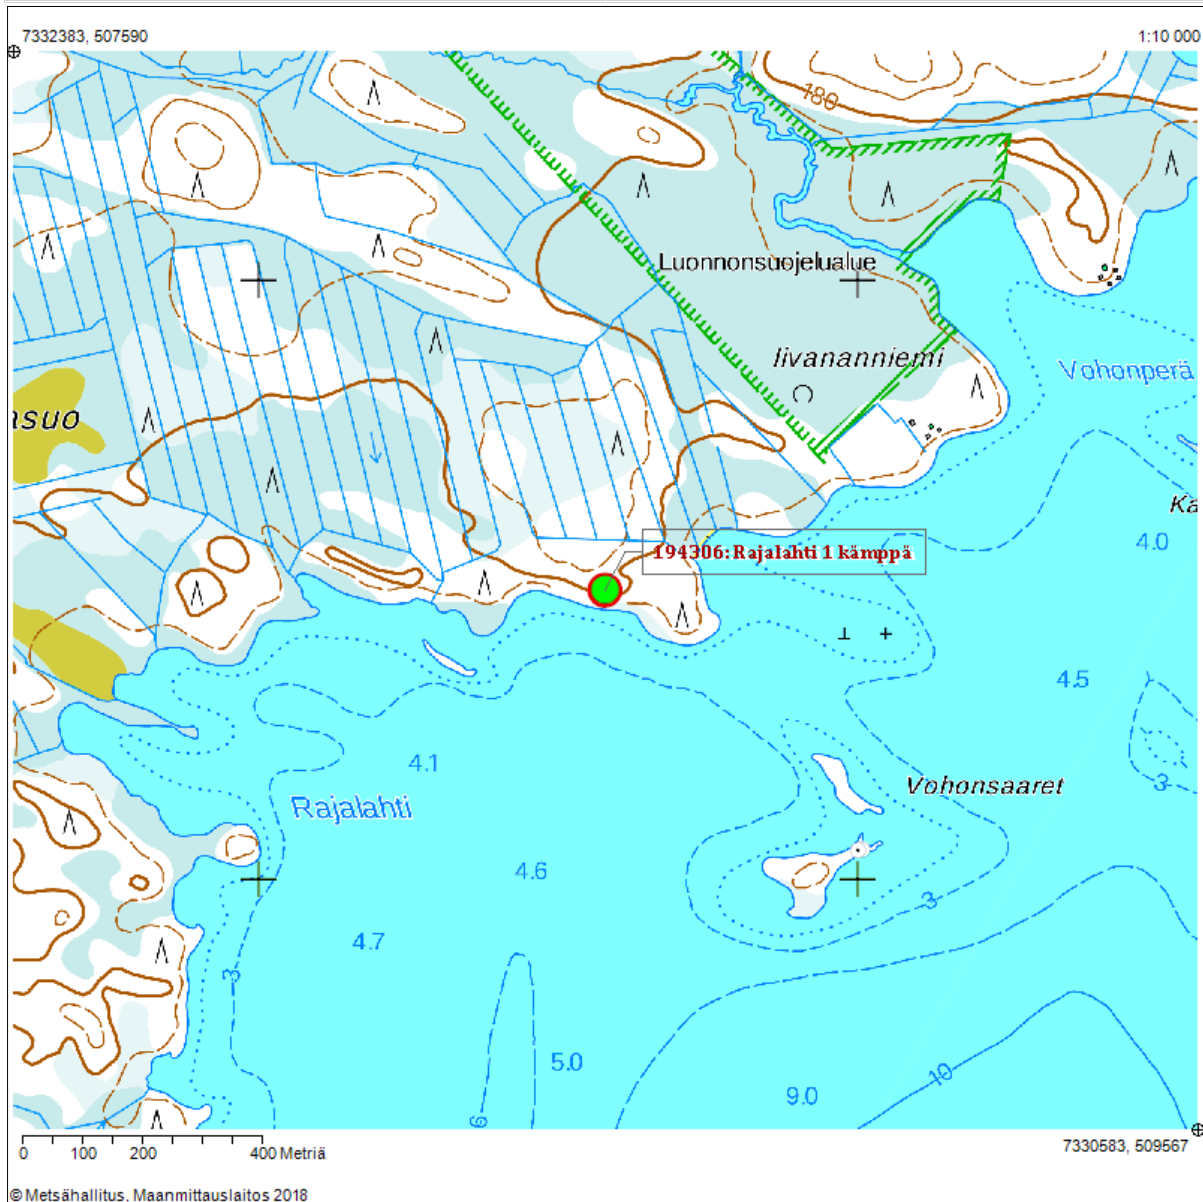 7332383, 507590
1:10 000
180
Luonnonsuojelualue
Iivananniemi
Vohonperä
asuo
Ka
4.0
194306: Rajalahti 1 kämppä
4.5
4.1
Vohonsaaret
3
Rajalahti
4.6
3
4.7
3
5.0
10
9.0
6
0 100 200 400 Metriä
7330583, 509567
© Metsähallitus, Maanmittauslaitos 2018